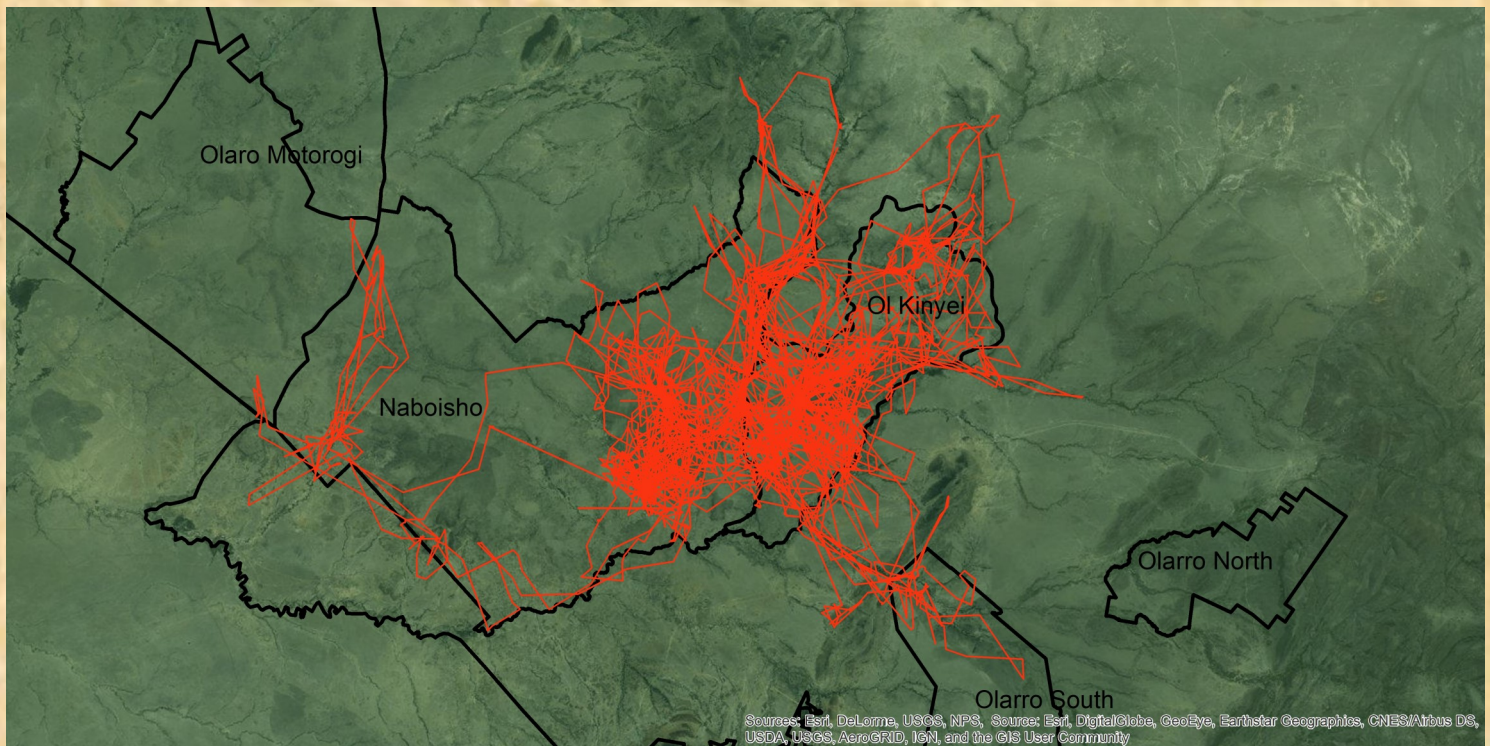 Olaro Motorogi
Ol Kinyei
Naboisho
Olarro North
Olarro South
Sources: Esri, DeLorme, USGS, NPS, Source: Esri, DigitalGlobe, GeoEye, Earthstar Geographics, CNES/Airbus DS,
USDA, USGS, AeroGRID, IGN, and the GIS User Community